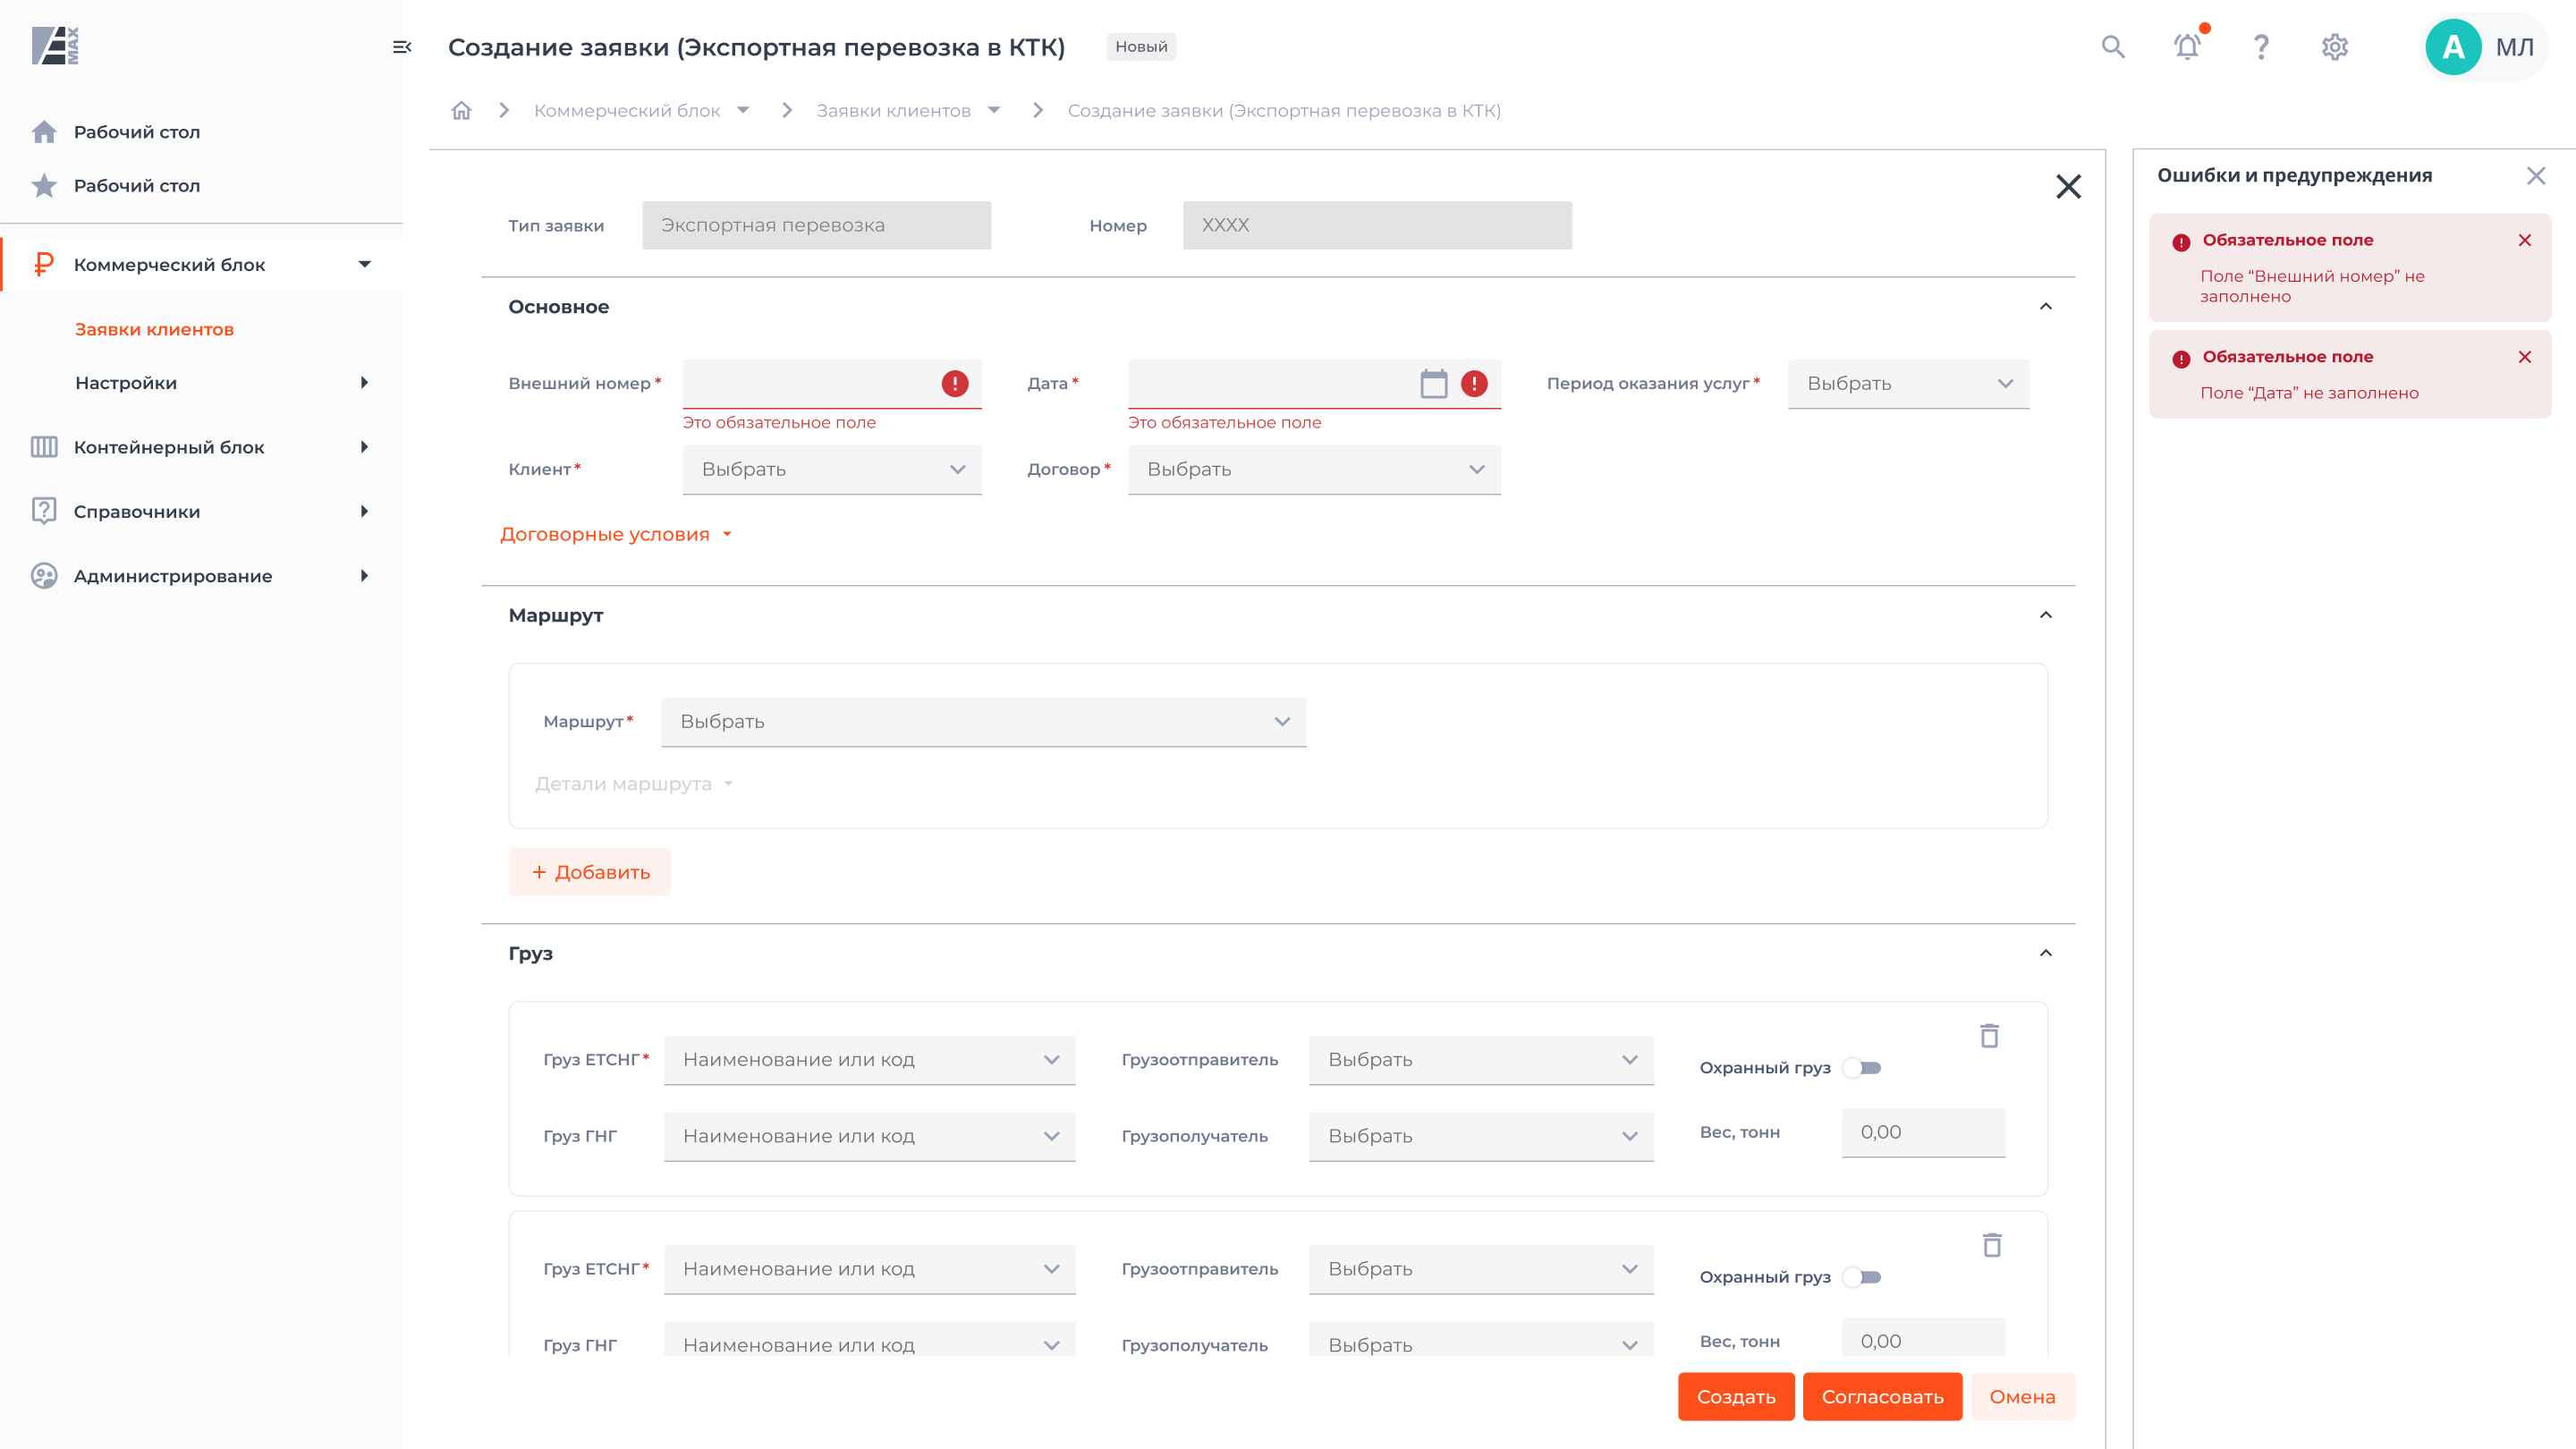 MAX
Создание заявки (Экспортная перевозка в КТК)
Новый
А
МЛ
Коммерческий блок
Заявки клиентов
Создание заявки (Экспортная перевозка в КТК)
Рабочий стол
Рабочий стол
Коммерческий блок
Заявки клиентов
Настройки
Контейнерный блок
Справочники
Администрирование
Тип заявки
Экспортная перевозка
Номер
XXXX
Основное
Внешний номер*
Это обязательное поле
Дата*
Это обязательное поле
Период оказания услуг*
Выбрать
Клиент*
Выбрать
Договор*
Выбрать
Договорные условия
Маршрут
Маршрут*
Выбрать
Детали маршрута
+ Добавить
Груз
Груз ЕТСНГ*
Наименование или код
Грузоотправитель
Выбрать
Охранный груз
Груз ГНГ
Наименование или код
Грузополучатель
Выбрать
Вес, тонн
0,00
Груз ЕТСНГ*
Наименование или код
Грузоотправитель
Выбрать
Охранный груз
Груз ГНГ
Наименование или код
Грузополучатель
Выбрать
Вес, тонн
0,00
Создать
Согласовать
Омена
Ошибки и предупреждения
Обязательное поле
Поле “Внешний номер” не
заполнено
Обязательное поле
Поле “Дата” не заполнено